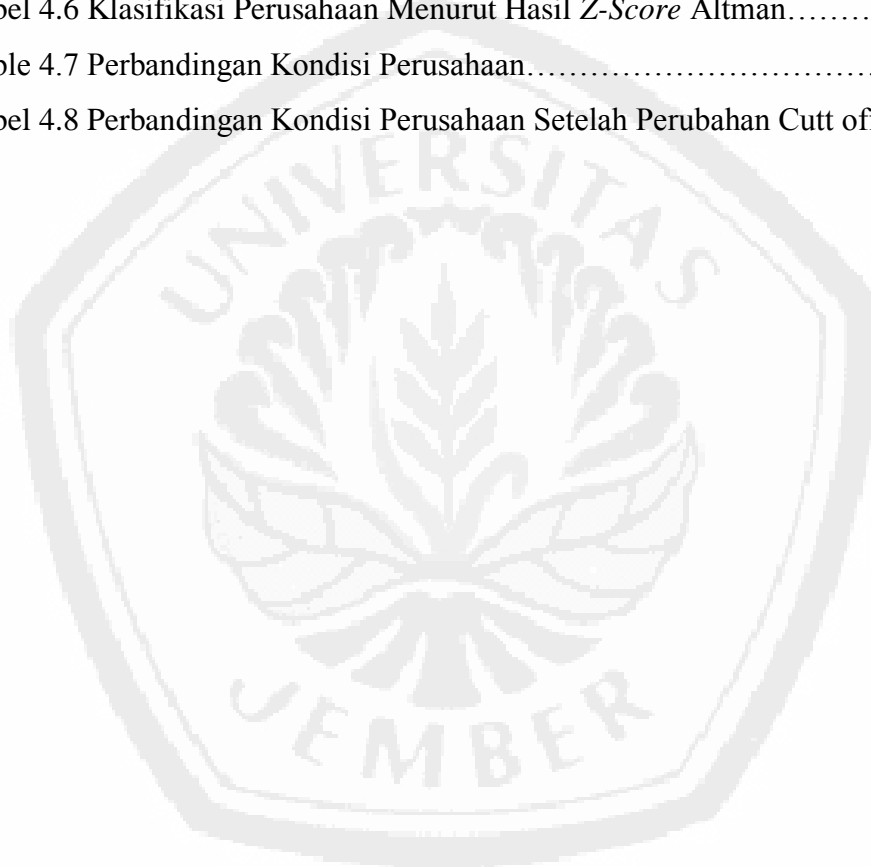 bel 4.6 Klasifikasi Perusahaan Menurut Hasil Z-Score Altman………
ble 4.7 Perbandingan Kondisi Perusahaan……………………………
bel 4.8 Perbandingan Kondisi Perusahaan Setelah Perubahan Cutt of
UNIVERSITAS
JEMBER